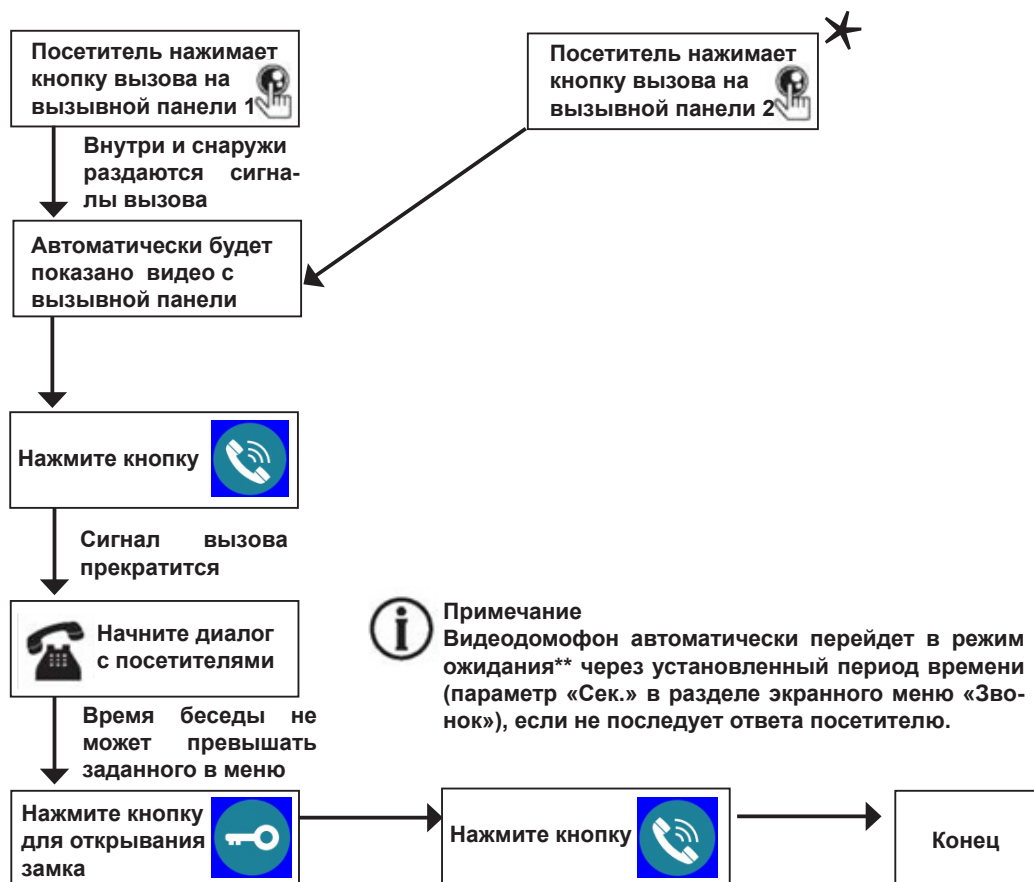 Посетитель нажимает
кнопку вызова на
вызывной панели 1
Посетитель нажимает
кнопку вызова на
вызывной панели 2
Внутри и снаружи
раздаются сигна-
лы вызова
Автоматически будет
показано видео с
вызывной панели
Нажмите кнопку
Сигнал вызова
прекратится
Начните диалог
с посетителями
Примечание
Видеодомофон автоматически перейдет в режим
ожидания** через установленный период времени
(параметр «Сек.» в разделе экранного меню «Зво-
нок»), если не последует ответа посетителю.
Время беседы не
может превышать
заданного в меню
Нажмите кнопку
для открывания
замка
Нажмите кнопку
Конец